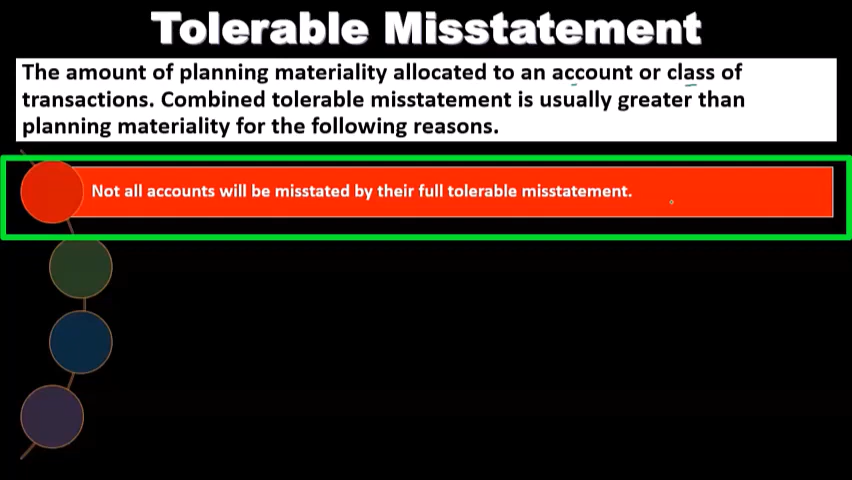 Tolerable Misstatement
The amount of planning materiality allocated to an account or class of
transactions. Combined tolerable misstatement is usually greater than
planning materiality for the following reasons.
Not all accounts will be misstated by their full tolerable misstatement.